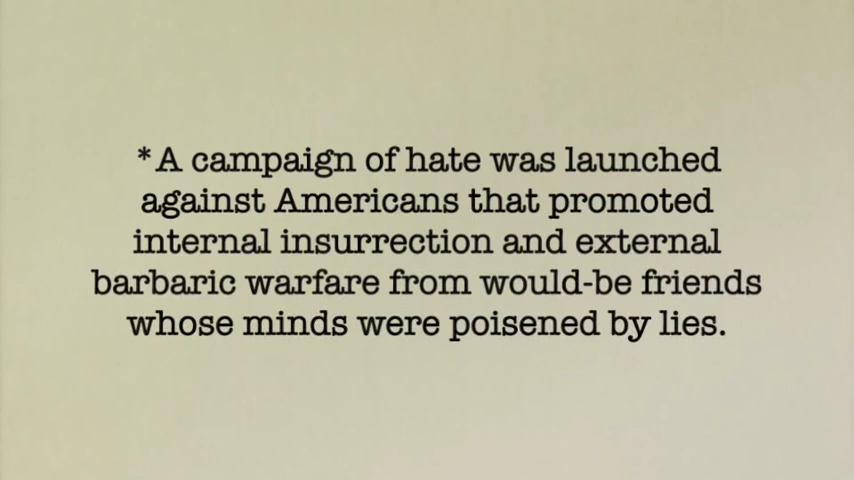 *A campaign of hate was launched
against Americans that promoted
internal insurrection and external
barbaric warfare from would-be friends
whose minds were poisened by lies.